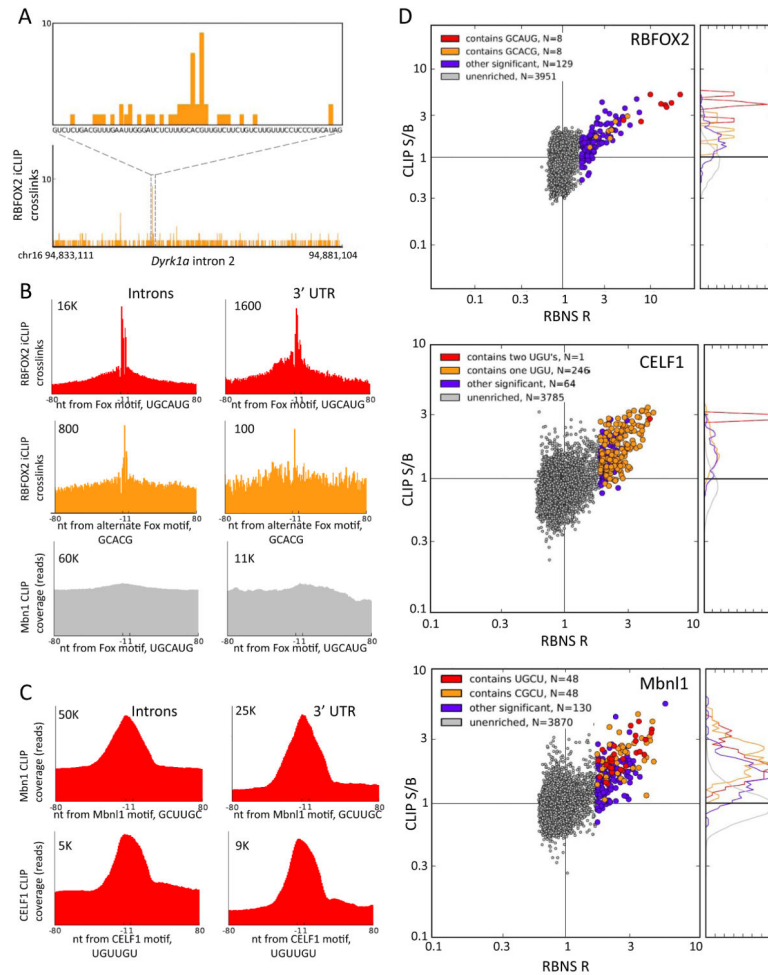 A
10
GUCUCUGACGUUUGAAUUGGGAUCUCUUUGCACGUUGUCUUCUGUCUUGUUUCCUCCCUGCAUAG
10
RBFOX2 iCLIP
crosslinks
chr16 94,833,111
94,881,104
Dyrk1a intron 2
B
Introns
3' UTR
16K
1600
RBFOX2 iCLIP
crosslinks
-80 -11 80
-80 -11 80
nt from Fox motif, UGCAUG
nt from Fox motif, UGCAUG
800
100
RBFOX2 iCLIP
crosslinks
-80 -11 80
-80 -11 80
nt from alternate Fox motif,
GCACG
nt from alternate Fox motif,
GCACG
60K
11K
Mbn1 CLIP
coverage (reads)
-80 -11 80
-80 -11 80
nt from Fox motif, UGCAUG
nt from Fox motif, UGCAUG
C
Introns
3' UTR
50K
25K
Mbn1 CLIP
coverage (reads)
-80 -11 80
-80 -11 80
nt from Mbnl1 motif, GCUUGC
nt from Mbnl1 motif, GCUUGC
5K
9K
CELF1 CLIP
coverage (reads)
-80 -11 80
-80 -11 80
nt from CELF1 motif,
UGUUGU
nt from CELF1 motif,
UGUUGU
D
contains GCAUG, N=8
contains GCACG, N=8
other significant, N=129
unenriched, N=3951
RBFOX2
10
3
1
0.3
0.1
CLIP S/B
0.1 0.3 1 3 10
RBNS R
contains two UGU's, N=1
contains one UGU, N=246
other significant, N=64
unenriched, N=3785
CELF1
10
3
1
0.3
0.1
CLIP S/B
0.1 0.3 1 3 10
RBNS R
contains UGCU, N=48
contains CGCU, N=48
other significant, N=130
unenriched, N=3870
Mbnl1
10
3
1
0.3
0.1
CLIP S/B
0.1 0.3 1 3 10
RBNS R